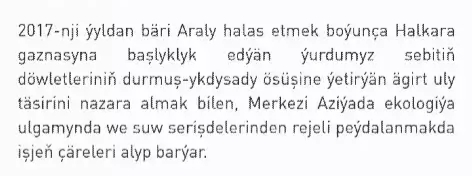 2017-nji ýyldan bäri Araly halas etmek boýunça Halkara
gaznasyna başlyklyk edýän ýurdumyz sebitiň
döwletleriniň durmuş-ykdysady ösüşine ýetirýän ägirt uly
täsirini nazara almak bilen, Merkezi Aziýada ekologiýa
ulgamynda we suw serişdelerinden rejeli peýdalanmakda
işjeň çäreleri alyp barýar.